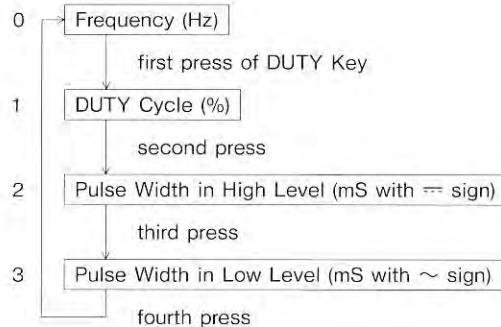 0 Frequency (Hz)
first press of DUTY Key
1 DUTY Cycle (%)
second press
2 Pulse Width in High Level (mS with ⎓ sign)
third press
3 Pulse Width in Low Level (mS with ∼ sign)
fourth press